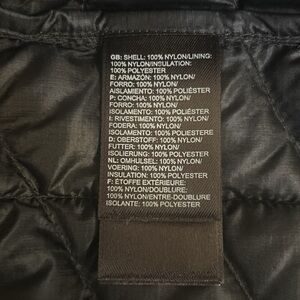 GB: SHELL: 100% NYLON/LINING:
100% NYLON/INSULATION:
100% POLYESTER
E: ARMAZÓN: 100% NYLON/
FORRO: 100% NYLON/
AISLAMIENTO: 100% POLIÉSTER
P: CONCHA: 100% NYLON/
FORRO: 100% NYLON/
ISOLAMENTO: 100% POLIÉSTER
I: RIVESTIMENTO: 100% NYLON/
FODERA: 100% NYLON/
ISOLAMENTO: 100% POLIESTERE
D: OBERSTOFF: 100% NYLON/
FUTTER: 100% NYLON/
ISOLIERUNG: 100% POLYESTER
NL: OMHULSEL: 100% NYLON/
VOERING: 100% NYLON/
INSULATION: 100% POLYESTER
F: ÉTOFFE EXTÉRIEURE:
100% NYLON/DOUBLURE:
100% NYLON/ENTRE-DOUBLURE
ISOLANTE: 100% POLYESTER